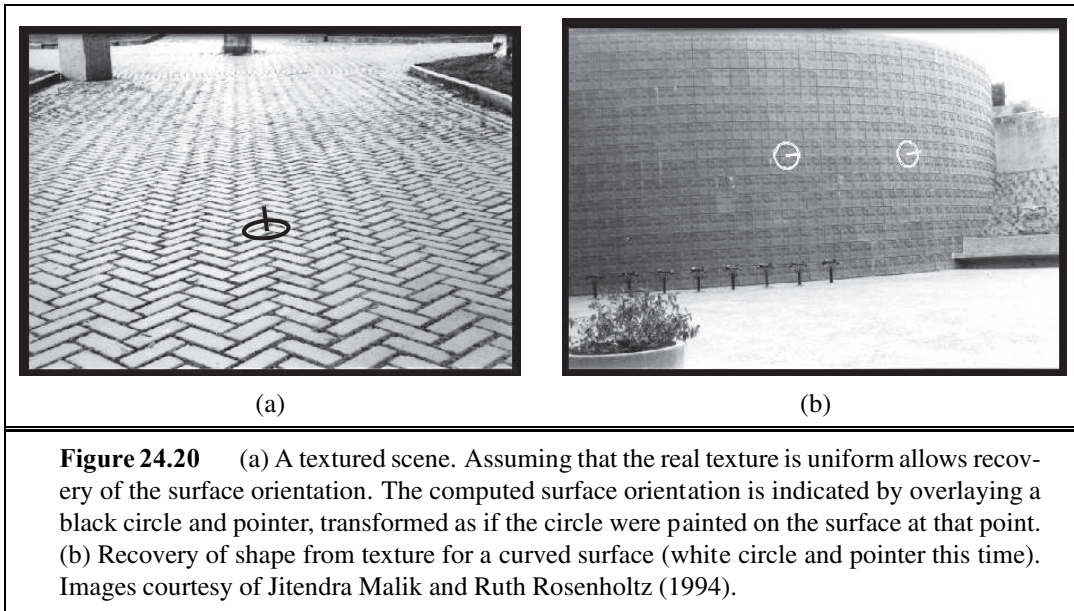 (a)
(b)
Figure 24.20 (a) A textured scene. Assuming that the real texture is uniform allows recov-
ery of the surface orientation. The computed surface orientation is indicated by overlaying a
black circle and pointer, transformed as if the circle were painted on the surface at that point.
(b) Recovery of shape from texture for a curved surface (white circle and pointer this time).
Images courtesy of Jitendra Malik and Ruth Rosenholtz (1994).